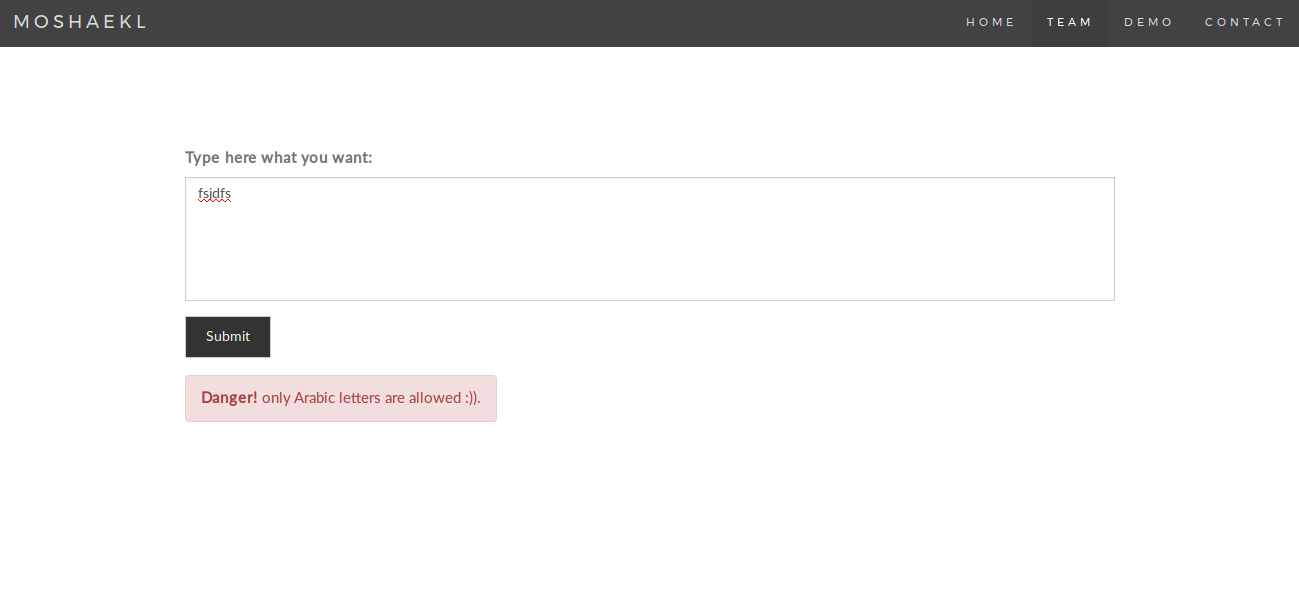 MOSHAEKL HOME TEAM DEMO CONTACT
Type here what you want:
fsjdfs
Submit
Danger! only Arabic letters are allowed :)).